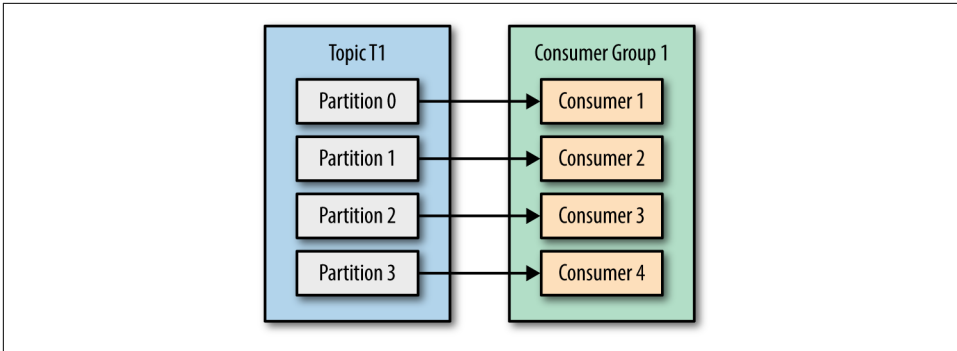 Topic T1
Partition 0
Partition 1
Partition 2
Partition 3
Consumer Group 1
Consumer 1
Consumer 2
Consumer 3
Consumer 4